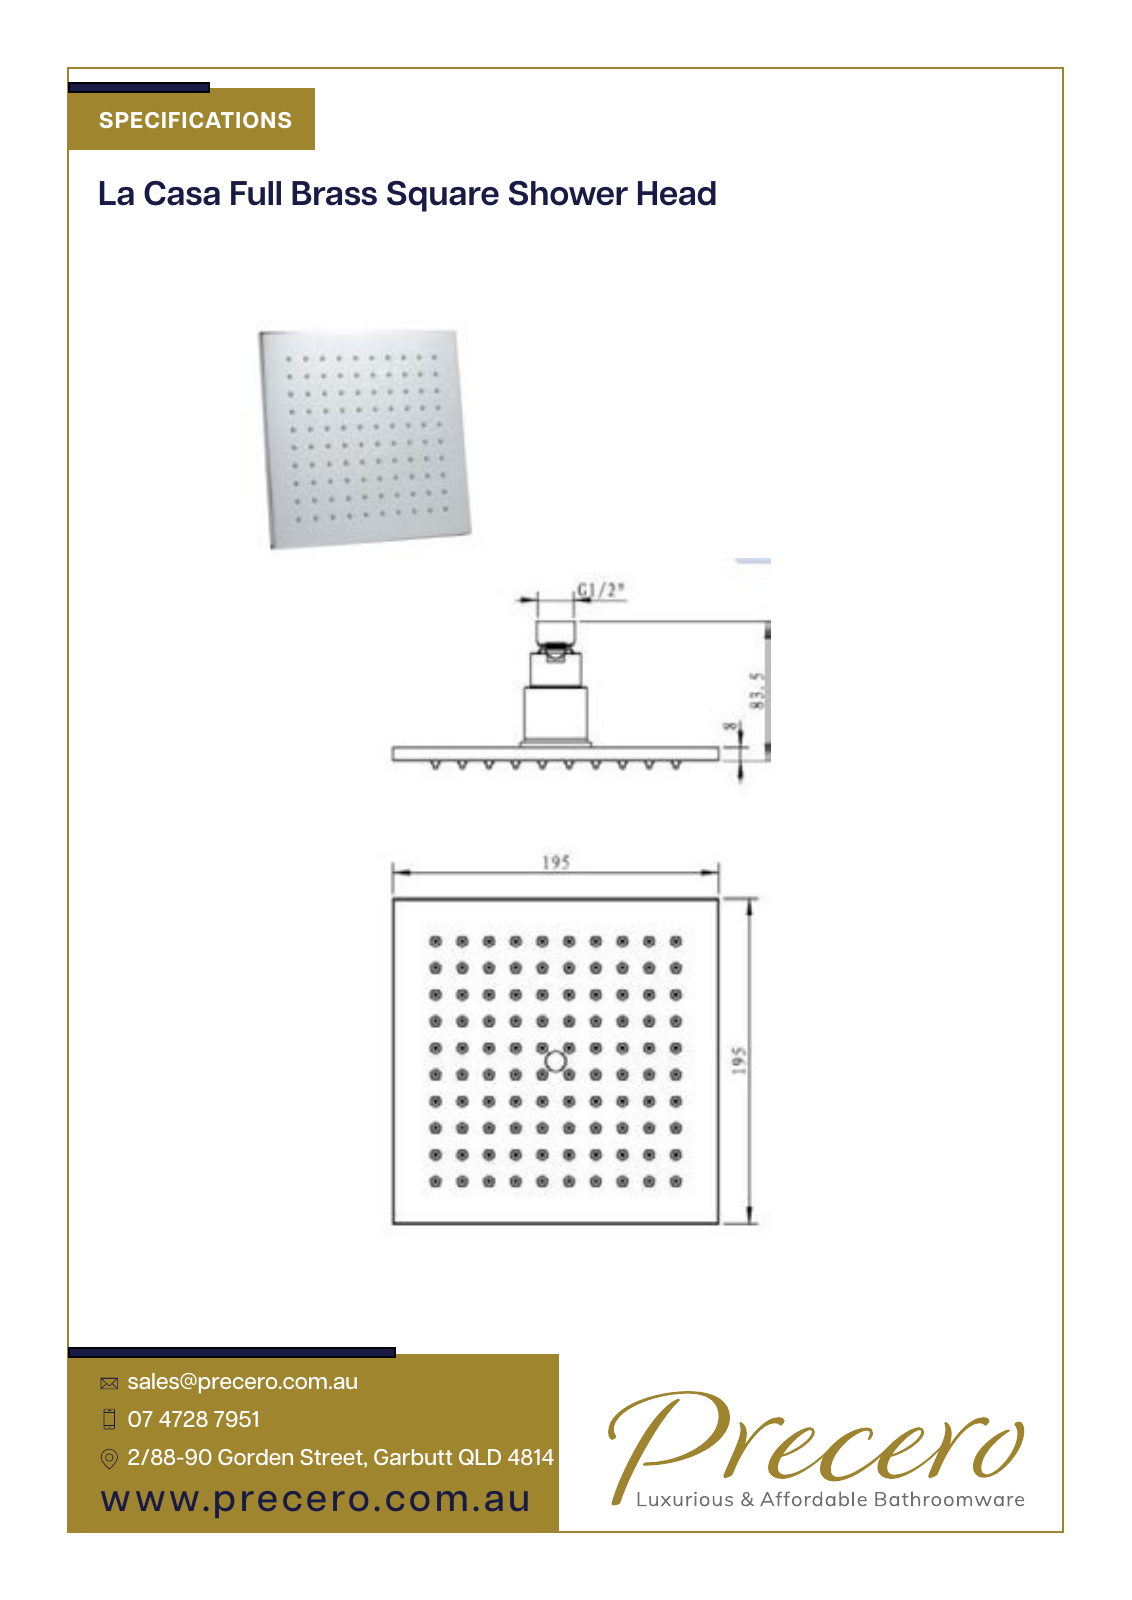 SPECIFICATIONS
La Casa Full Brass Square Shower Head
G1/2"
83.5
8
195
195
sales@precero.com.au
07 4728 7951
2/88-90 Gorden Street, Garbutt QLD 4814
www.precero.com.au
Precero
Luxurious & Affordable Bathroomware